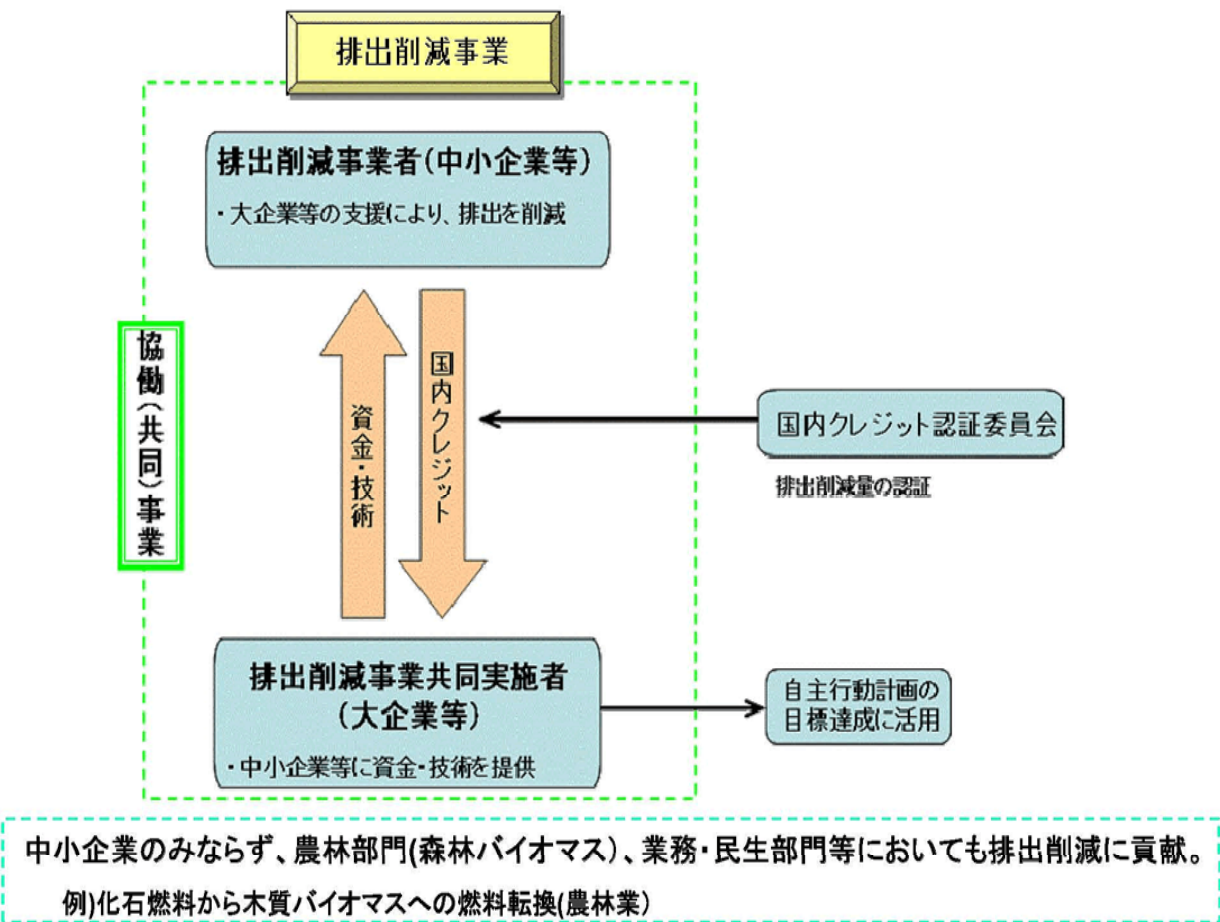 排出削減事業
排出削減事業者(中小企業等)
・大企業等の支援により、排出を削減
協働(共同)事業
資金・技術
国内クレジット
国内クレジット認証委員会
排出削減量の認証
排出削減事業共同実施者
(大企業等)
・中小企業等に資金・技術を提供
自主行動計画の
目標達成に活用
中小企業のみならず、農林部門(森林バイオマス)、業務・民生部門等においても排出削減に貢献。
例)化石燃料から木質バイオマスへの燃料転換(農林業)